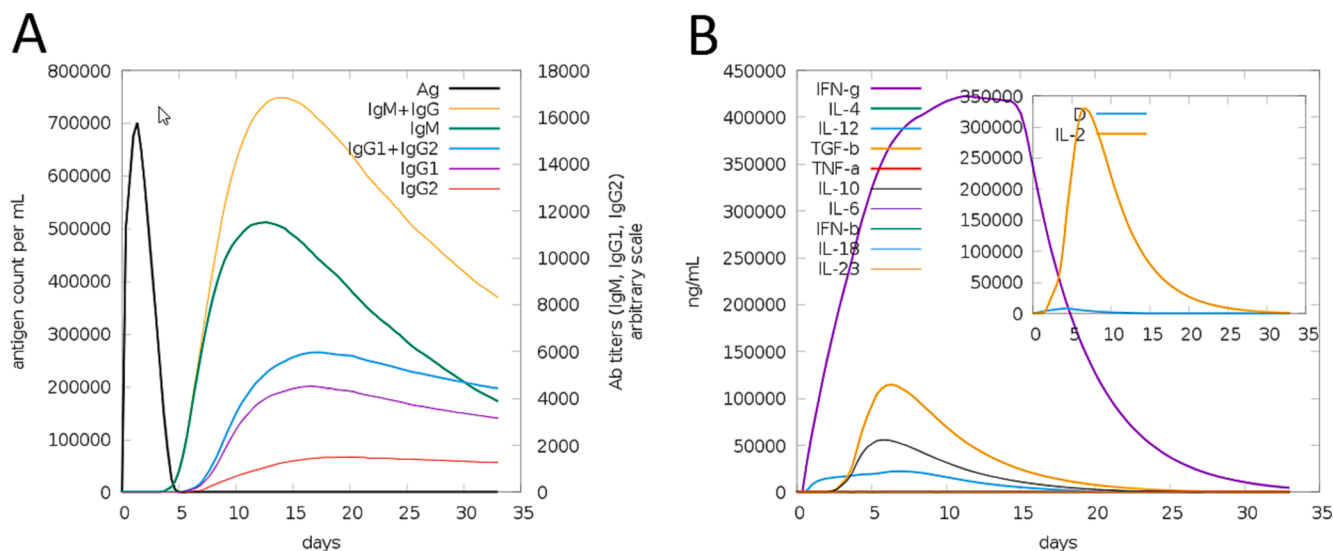 A
800000
700000
600000
500000
400000
300000
200000
100000
0
antigen count per mL
18000
16000
14000
12000
10000
8000
6000
4000
2000
0
Ab titers (IgM, IgG1, IgG2)
arbitrary scale
Ag
IgM+IgG
IgM
IgG1+IgG2
IgG1
IgG2
0 5 10 15 20 25 30 35
days
B
450000
400000
350000
300000
250000
200000
150000
100000
50000
0
ng/mL
IFN-g
IL-4
IL-12
TGF-b
TNF-a
IL-10
IL-6
IFN-b
IL-18
IL-23
350000
300000
250000
200000
150000
100000
50000
0
D
IL-2
0 5 10 15 20 25 30 35
0 5 10 15 20 25 30 35
days